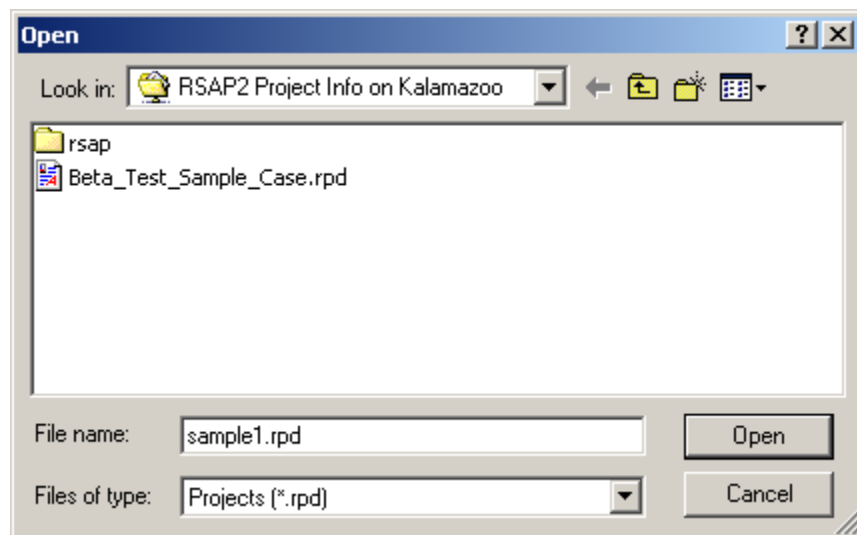 Open
Look in: RSAP2 Project Info on Kalamazoo
rsap
Beta_Test_Sample_Case.rpd
File name: sample1.rpd Open
Files of type: Projects (*.rpd) Cancel